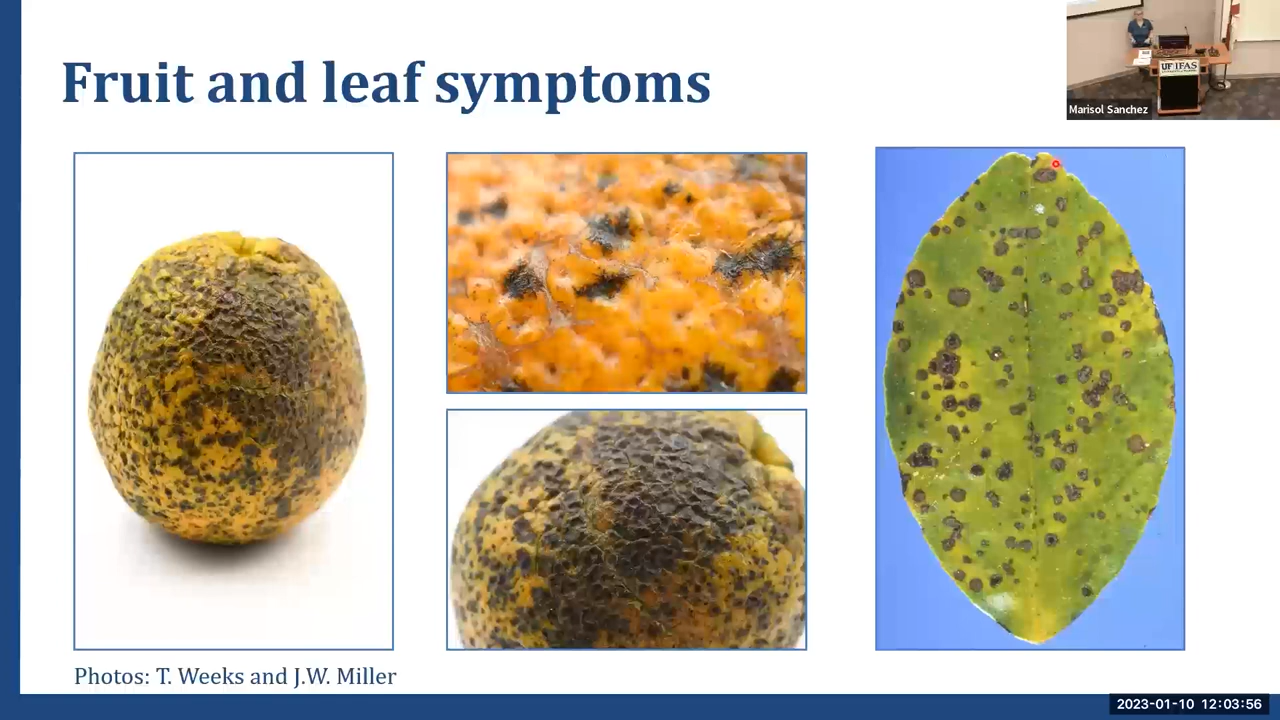 Fruit and leaf symptoms
UF IFAS
Marisol Sanchez
Photos: T. Weeks and J.W. Miller
2023-01-10 12:03:56